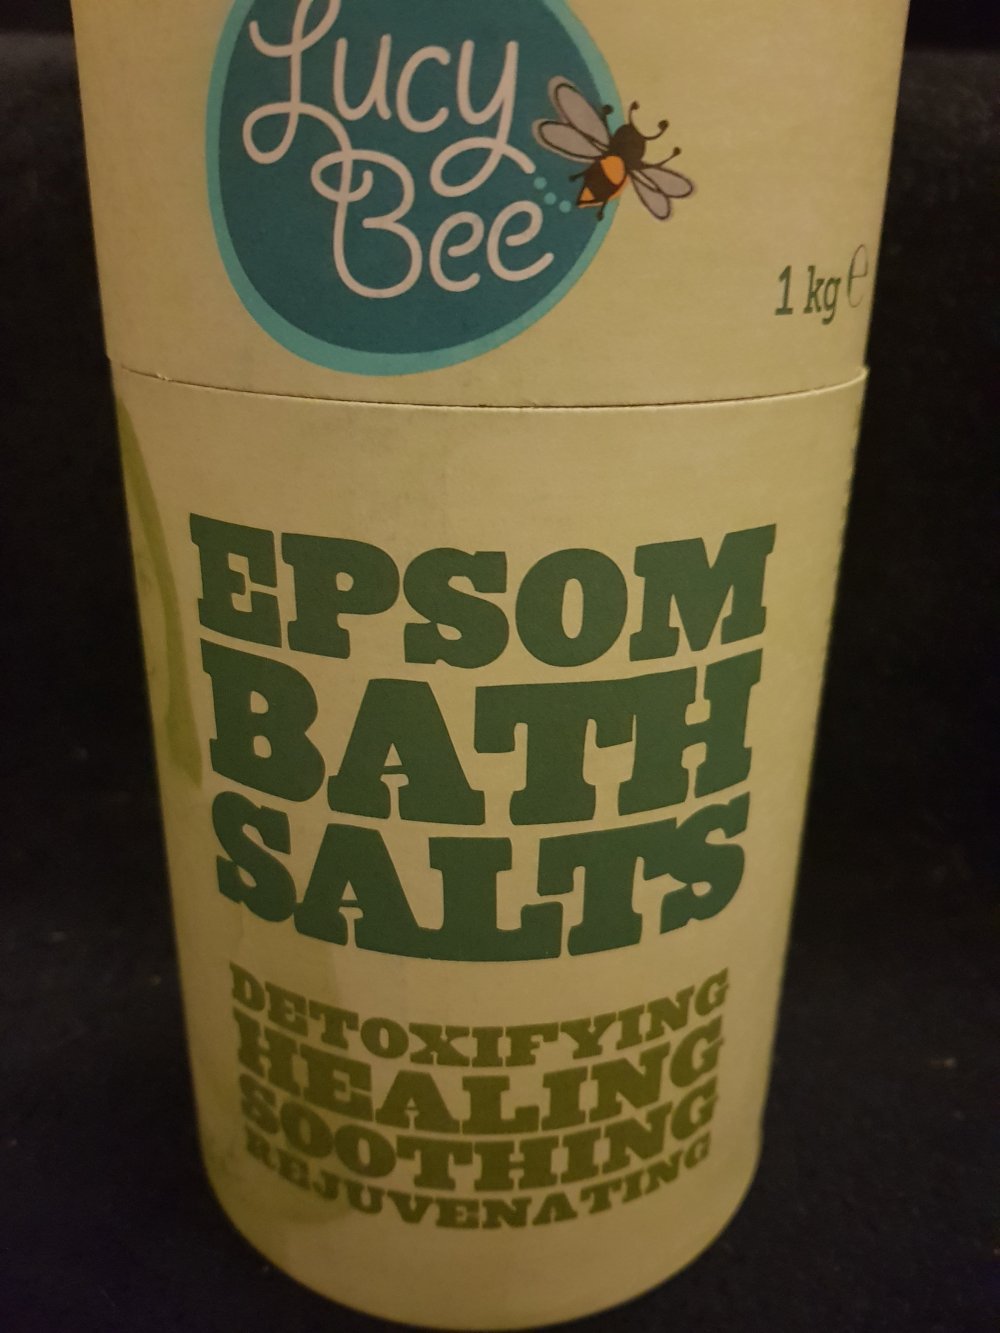 Lucy
Bee
1 kg ℮
EPSOM
BATH
SALTS
DETOXIFYING
HEALING
SOOTHING
REJUVENATING